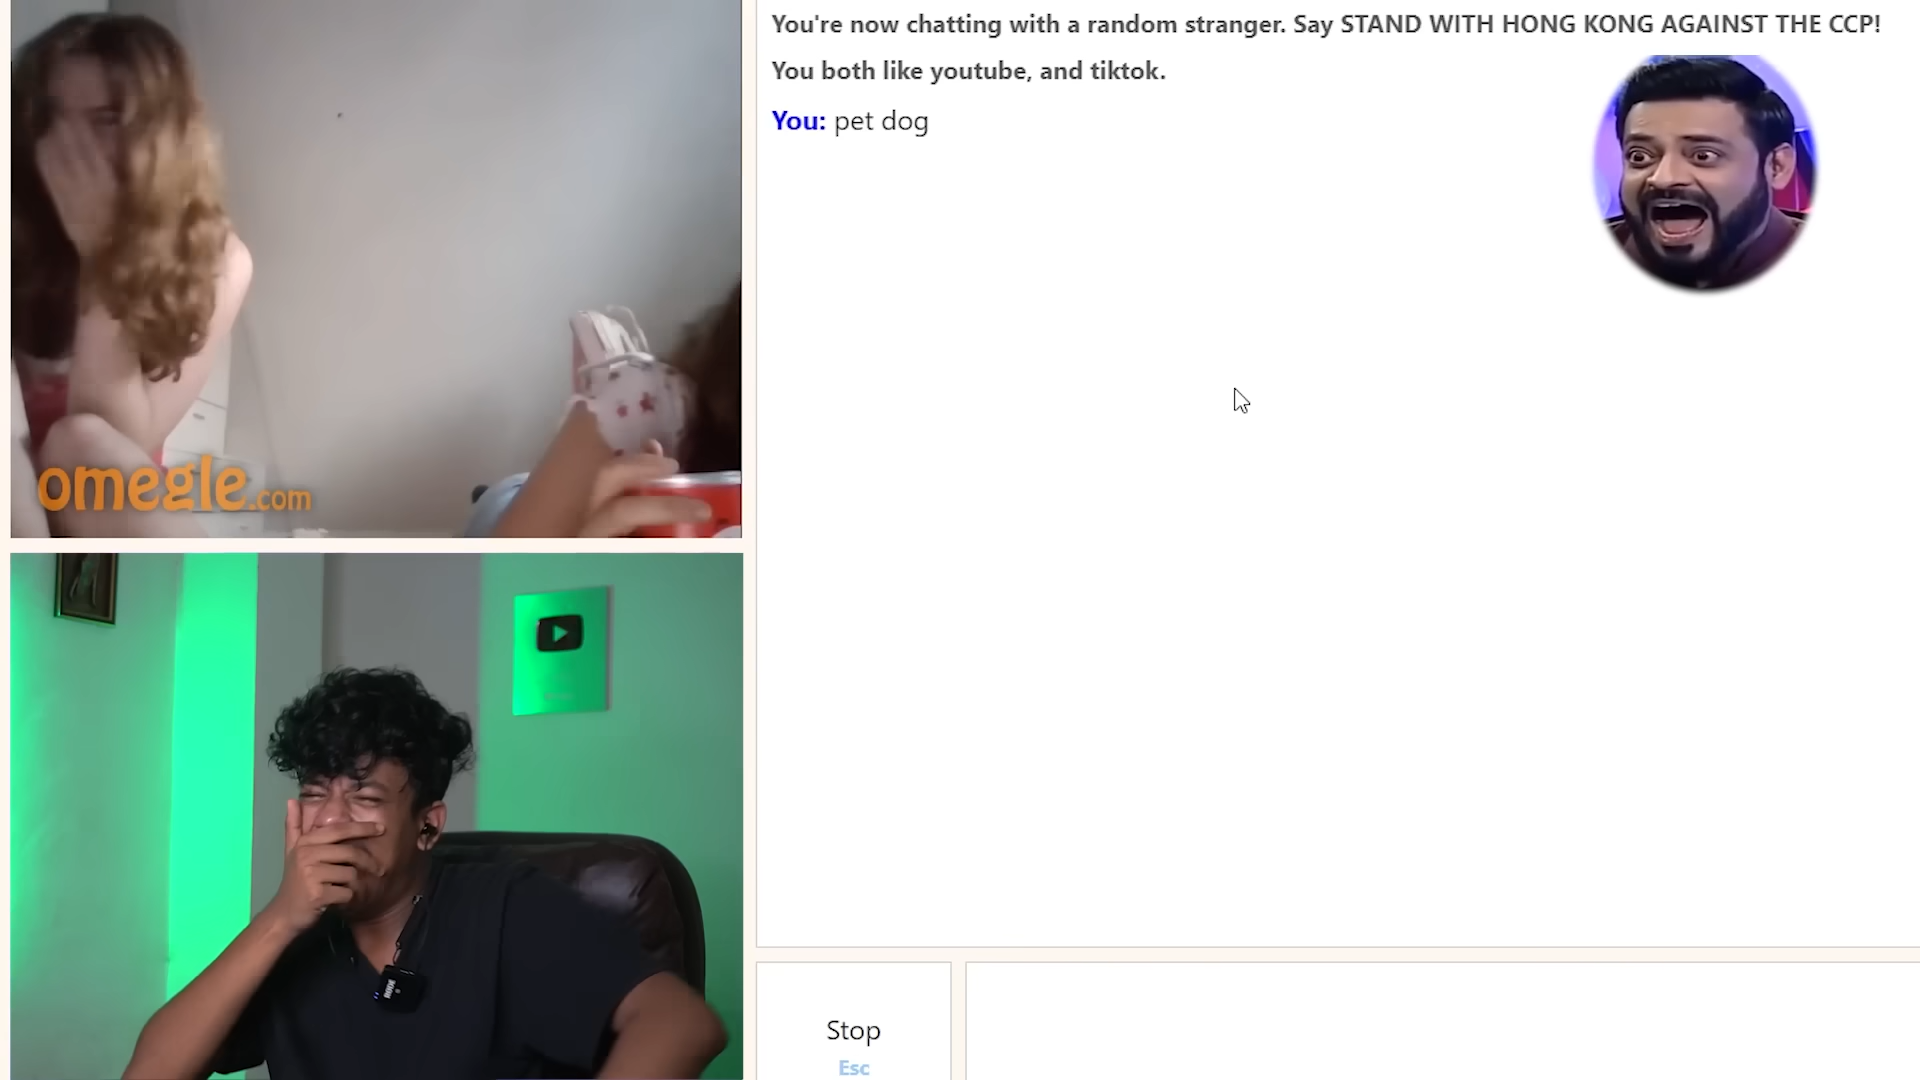 You're now chatting with a random stranger. Say STAND WITH HONG KONG AGAINST THE CCP!
You both like youtube, and tiktok.
You: pet dog
omegle.com
RØDE
Stop
Esc